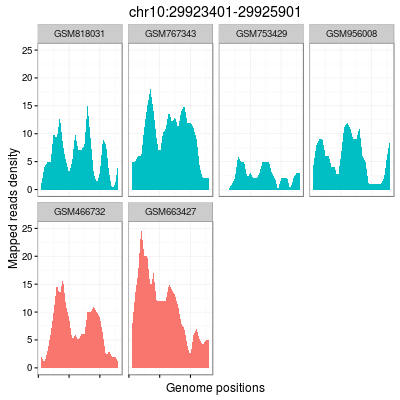 chr10:29923401-29925901
GSM818031 GSM767343 GSM753429 GSM956008
25
20
15
10
5
0
GSM466732 GSM663427
25
20
15
10
5
0
Mapped reads density
Genome positions